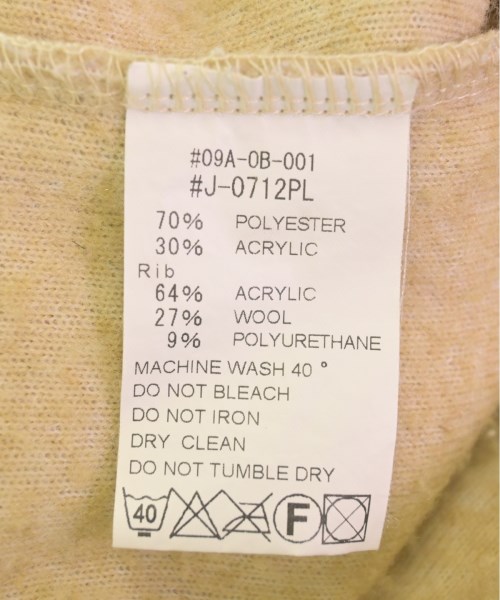 #09A-0B-001
#J-0712PL
70% POLYESTER
30% ACRYLIC
Rib
64% ACRYLIC
27% WOOL
9% POLYURETHANE
MACHINE WASH 40 °
DO NOT BLEACH
DO NOT IRON
DRY CLEAN
DO NOT TUMBLE DRY
40 F